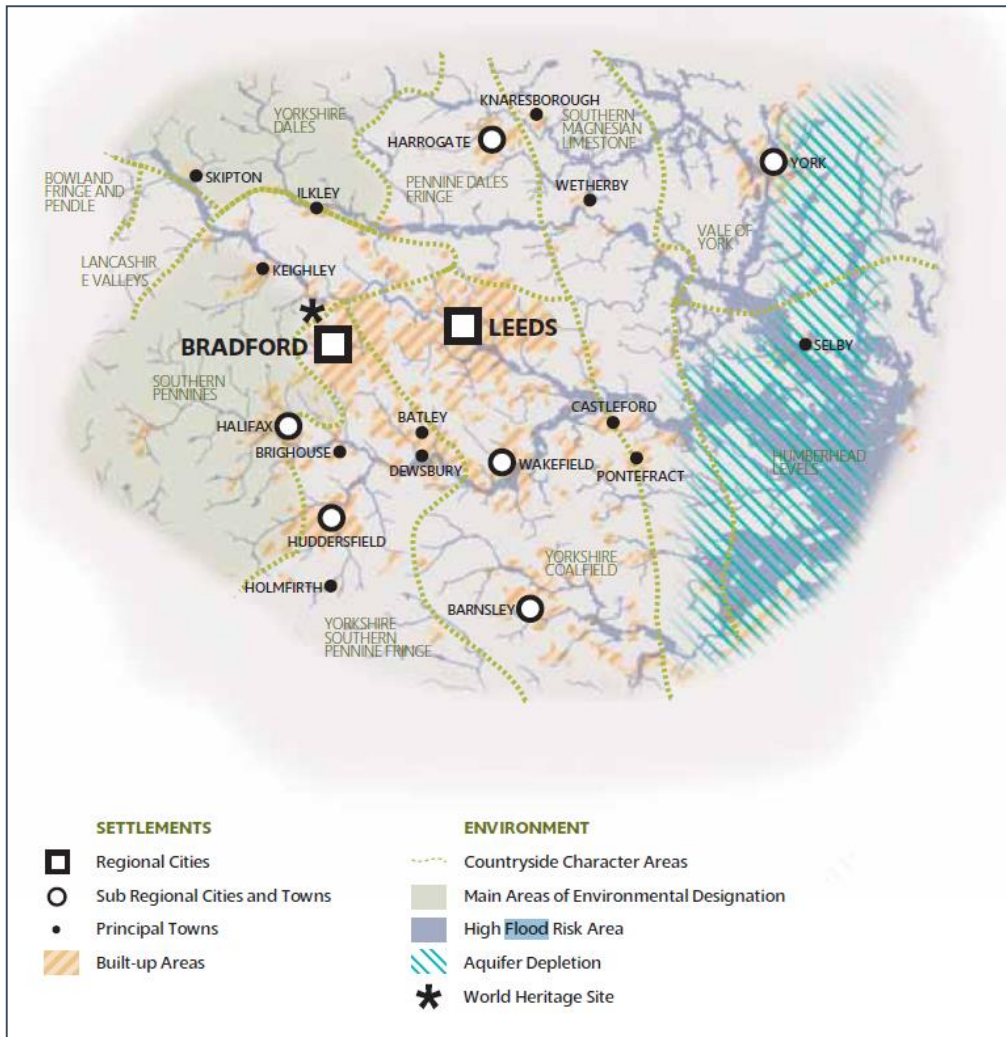 KNARESBOROUGH
YORKSHIRE
DALES
SOUTHERN
MAGNESIAN
LIMESTONE
HARROGATE
YORK
BOWLAND
FRINGE AND
PENDLE
SKIPTON
PENNINE DALES
FRINGE
WETHERBY
ILKLEY
VALE OF
YORK
LANCASHIR
E VALLEYS
KEIGHLEY
LEEDS
BRADFORD
SELBY
SOUTHERN
PENNINES
CASTLEFORD
BATLEY
HALIFAX
BRIGHOUSE
DEWSBURY
WAKEFIELD
PONTEFRACT
HUMBERHEAD
LEVELS
HUDDERSFIELD
YORKSHIRE
COALFIELD
HOLMFIRTH
BARNSLEY
YORKSHIRE
SOUTHERN
PENNINE FRINGE
SETTLEMENTS
Regional Cities
Sub Regional Cities and Towns
Principal Towns
Built-up Areas
ENVIRONMENT
Countryside Character Areas
Main Areas of Environmental Designation
High Flood Risk Area
Aquifer Depletion
World Heritage Site